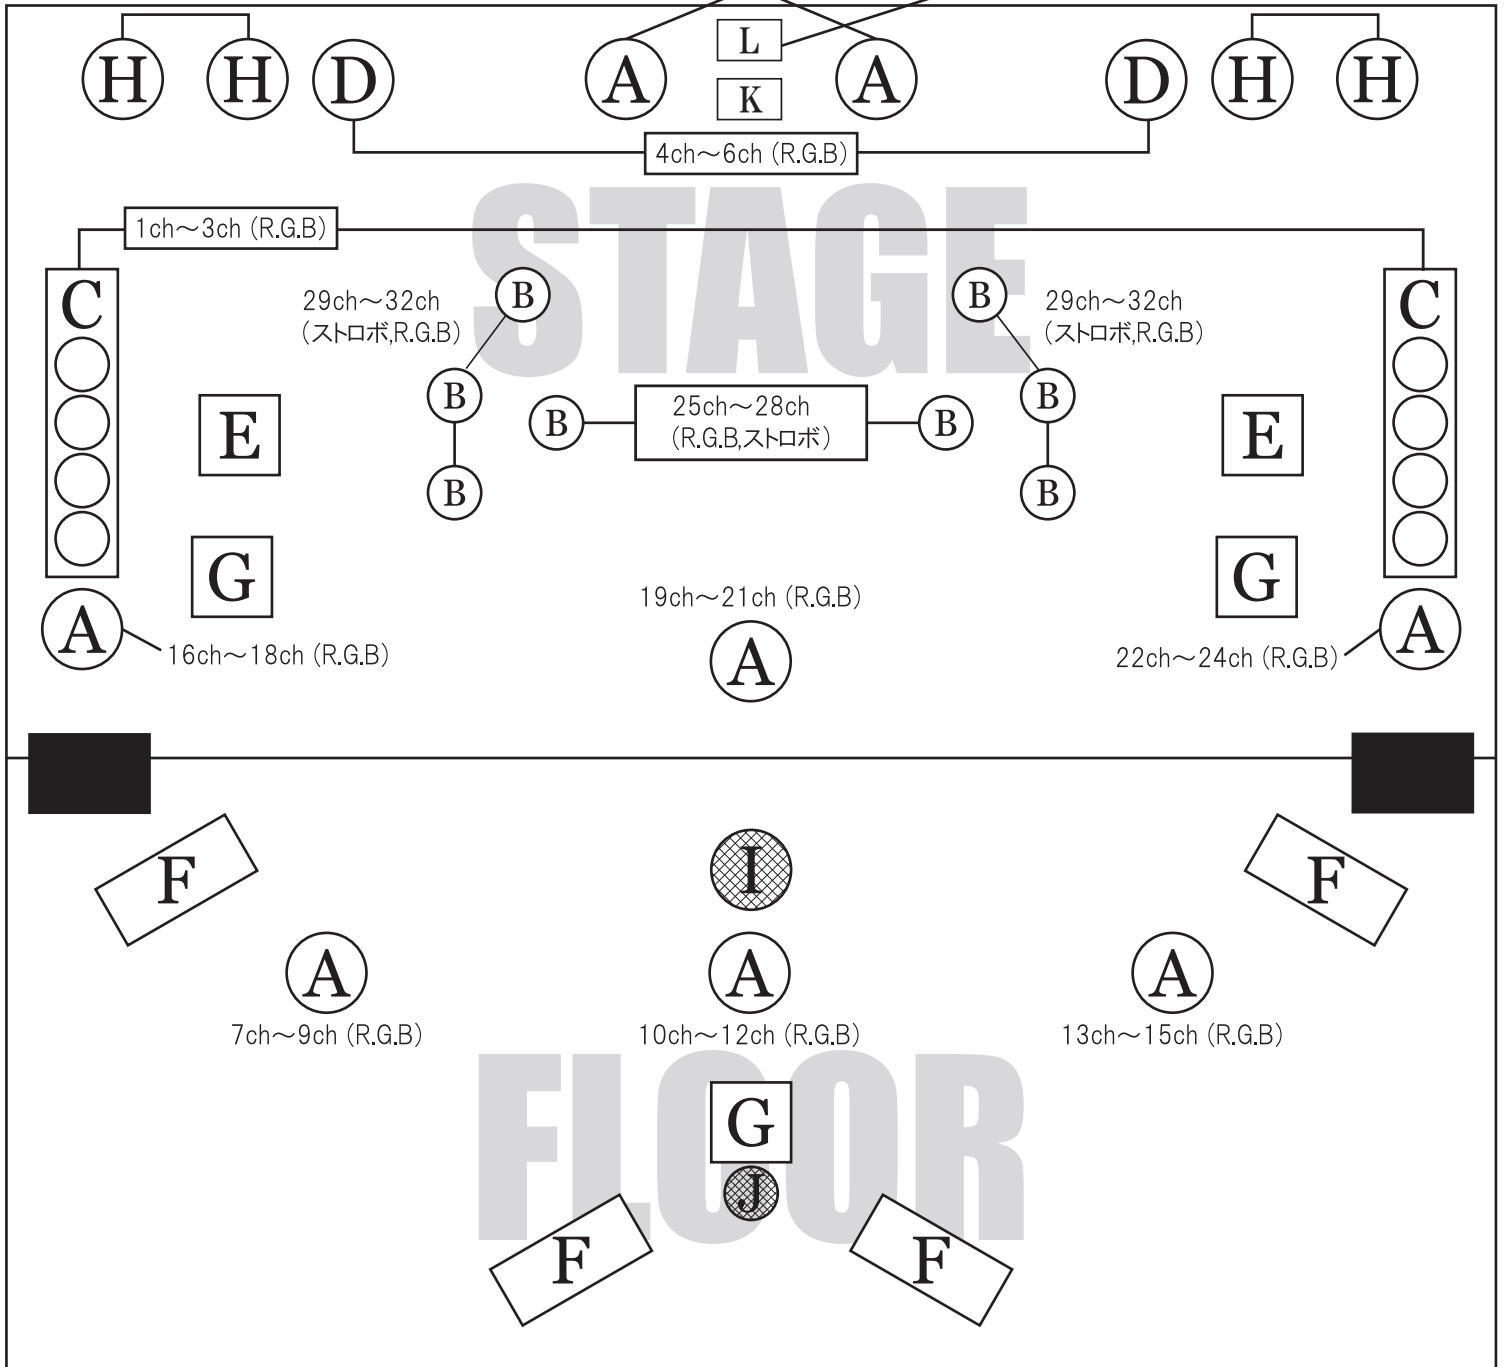 L
H H D A A D H H
K
4ch～6ch (R.G.B)
STAGE
1ch～3ch (R.G.B)
C B B C
29ch～32ch
(ストロボ,R.G.B)
29ch～32ch
(ストロボ,R.G.B)
B B
25ch～28ch
(R.G.B,ストロボ)
B B
E E
B B
G G
19ch～21ch (R.G.B)
A A
16ch～18ch (R.G.B)
A
22ch～24ch (R.G.B)
I
F F
A A A
7ch～9ch (R.G.B)
10ch～12ch (R.G.B)
13ch～15ch (R.G.B)
FLOOR
G
J
F F